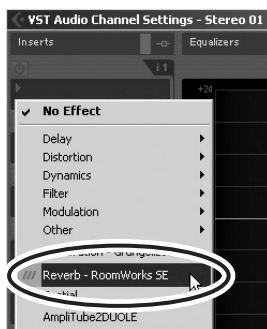 VST Audio Channel Settings - Stereo 01
Inserts
Equalizers
i 1
+24
No Effect
Delay
Distortion
Dynamics
Filter
Modulation
Other
Reverb - RoomWorks SE
AmpliTube2DUOLE